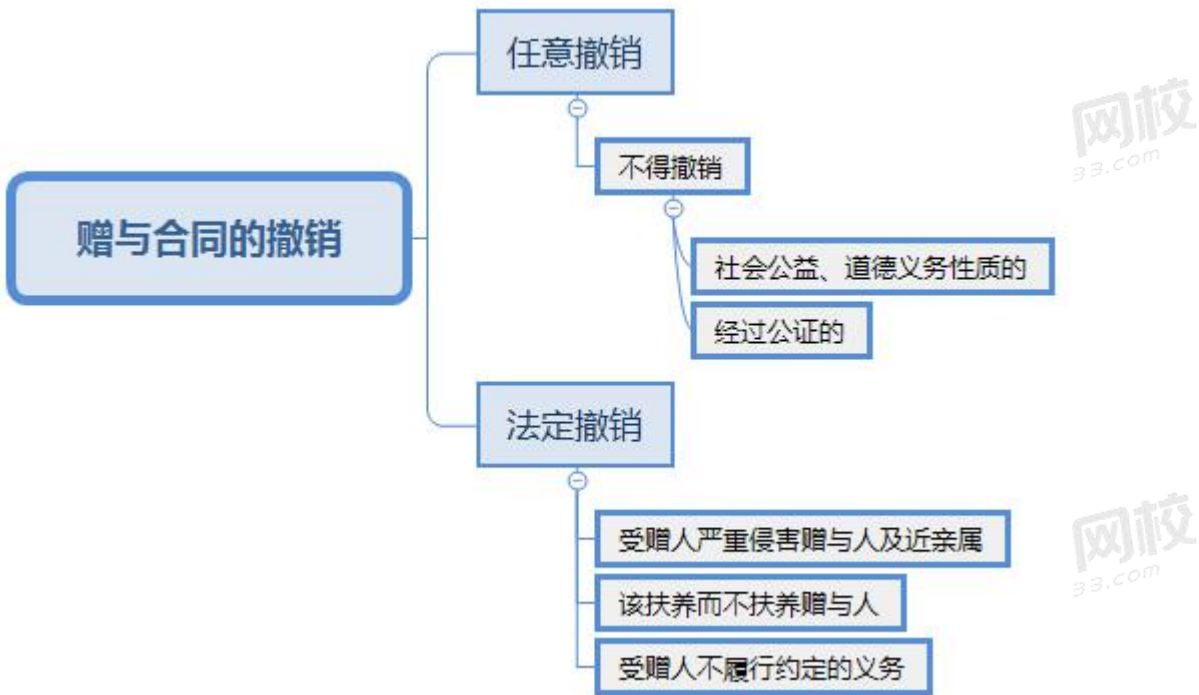 任意撤销
不得撤销
赠与合同的撤销
社会公益、道德义务性质的
经过公证的
法定撤销
受赠人严重侵害赠与人及近亲属
该扶养而不扶养赠与人
受赠人不履行约定的义务
网校
33.com
网校
33.com